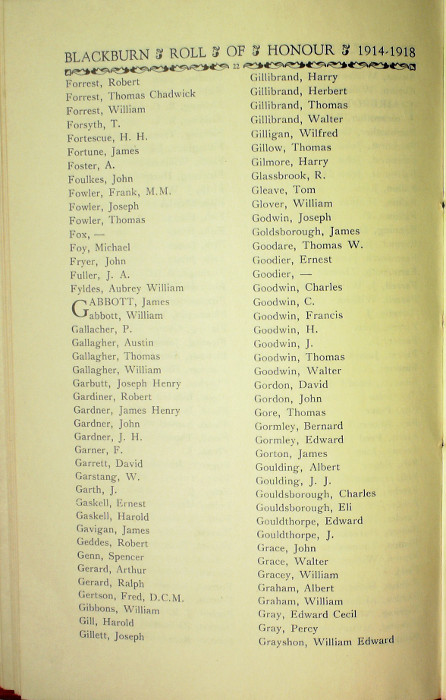 BLACKBURN ROLL OF HONOUR 1914-1918
Forrest, Robert
Forrest, Thomas Chadwick
Forrest, William
Forsyth, T.
Fortescue, H. H.
Fortune, James
Foster, A.
Foulkes, John
Fowler, Frank, M.M.
Fowler, Joseph
Fowler, Thomas
Fox, —
Foy, Michael
Fryer, John
Fuller, J. A.
Fyldes, Aubrey William
GABBOTT, James
Gabbott, William
Gallacher, P.
Gallagher, Austin
Gallagher, Thomas
Gallagher, William
Garbutt, Joseph Henry
Gardiner, Robert
Gardner, James Henry
Gardner, John
Gardner, J. H.
Garner, F.
Garrett, David
Garstang, W.
Garth, J.
Gaskell, Ernest
Gaskell, Harold
Gavigan, James
Geddes, Robert
Genn, Spencer
Gerard, Arthur
Gerard, Ralph
Gertson, Fred, D.C.M.
Gibbons, William
Gill, Harold
Gillett, Joseph
Gillibrand, Harry
Gillibrand, Herbert
Gillibrand, Thomas
Gillibrand, Walter
Gilligan, Wilfred
Gillow, Thomas
Gilmore, Harry
Glassbrook, R.
Gleave, Tom
Glover, William
Godwin, Joseph
Goldsborough, James
Goodare, Thomas W.
Goodier, Ernest
Goodier, —
Goodwin, Charles
Goodwin, C.
Goodwin, Francis
Goodwin, H.
Goodwin, J.
Goodwin, Thomas
Goodwin, Walter
Gordon, David
Gordon, John
Gore, Thomas
Gormley, Bernard
Gormley, Edward
Gorton, James
Goulding, Albert
Goulding, J. J.
Gouldsborough, Charles
Gouldsborough, Eli
Gouldthorpe, Edward
Gouldthorpe, J.
Grace, John
Grace, Walter
Gracey, William
Graham, Albert
Graham, William
Gray, Edward Cecil
Gray, Percy
Grayshon, William Edward